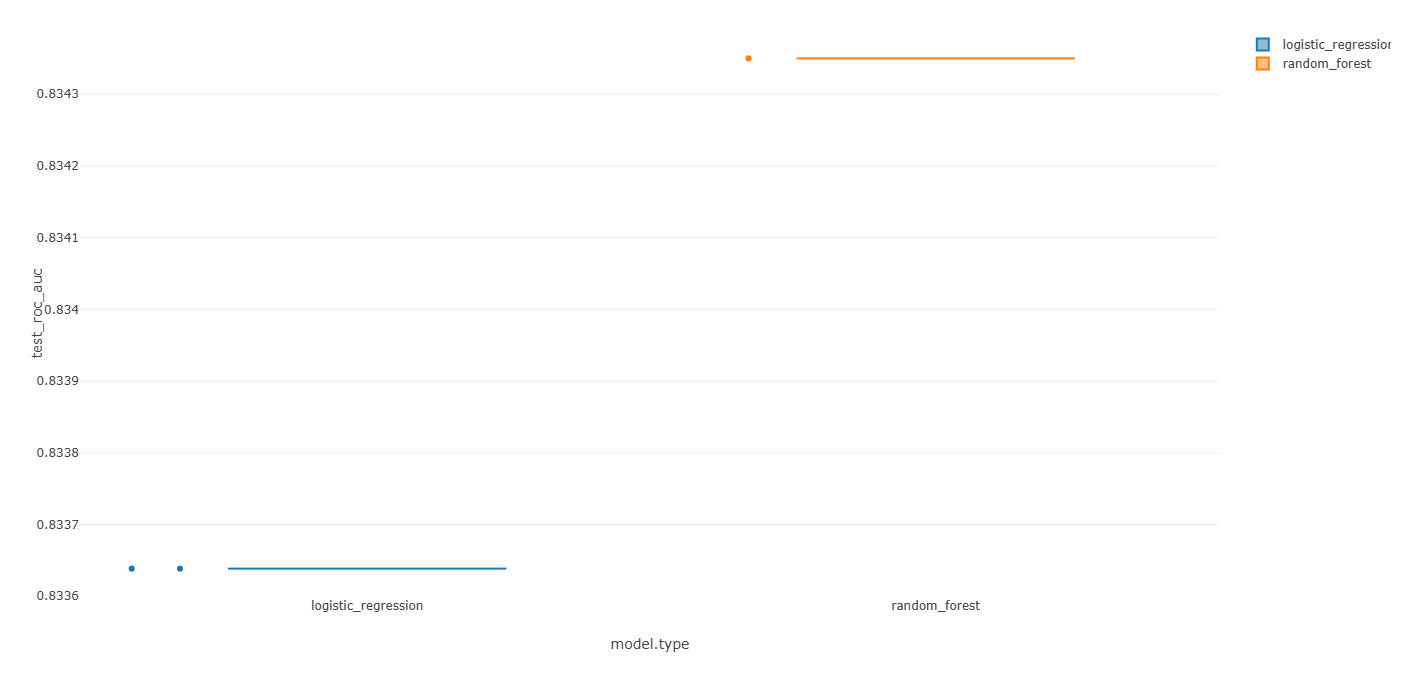 logistic_regression
random_forest
0.8343
0.8342
0.8341
0.834
0.8339
0.8338
0.8337
0.8336
test_roc_auc
logistic_regression
random_forest
model.type